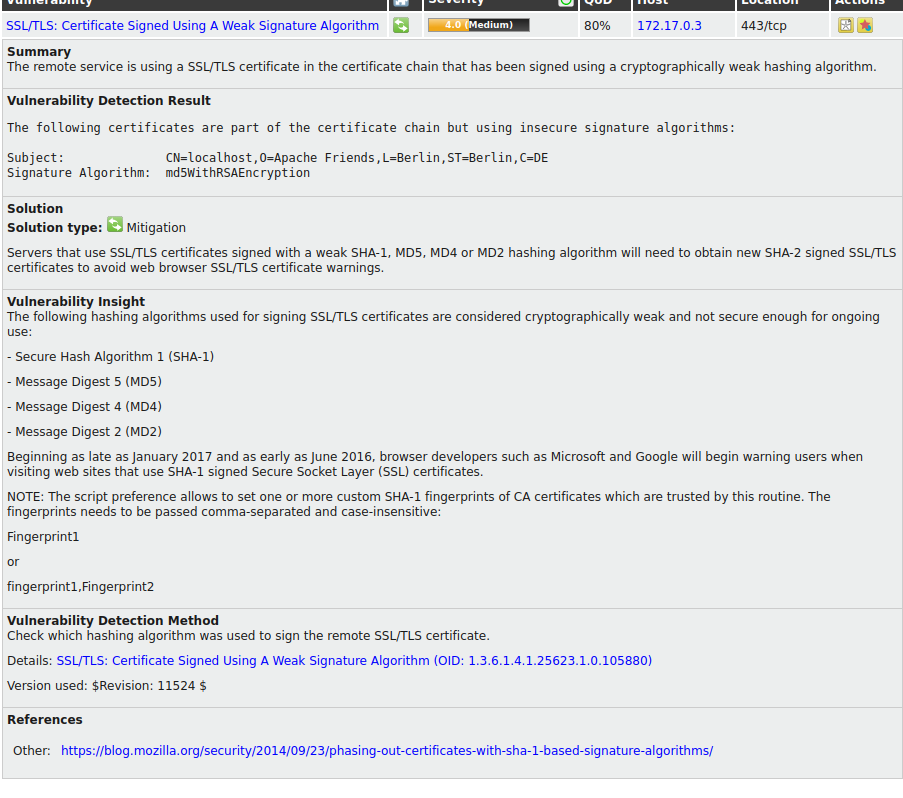 Vulnerability Severity QoD Host Location Actions
SSL/TLS: Certificate Signed Using A Weak Signature Algorithm 4.0 (Medium) 80% 172.17.0.3 443/tcp
Summary
The remote service is using a SSL/TLS certificate in the certificate chain that has been signed using a cryptographically weak hashing algorithm.
Vulnerability Detection Result
The following certificates are part of the certificate chain but using insecure signature algorithms:
Subject: CN=localhost,O=Apache Friends,L=Berlin,ST=Berlin,C=DE
Signature Algorithm: md5WithRSAEncryption
Solution
Solution type: Mitigation
Servers that use SSL/TLS certificates signed with a weak SHA-1, MD5, MD4 or MD2 hashing algorithm will need to obtain new SHA-2 signed SSL/TLS
certificates to avoid web browser SSL/TLS certificate warnings.
Vulnerability Insight
The following hashing algorithms used for signing SSL/TLS certificates are considered cryptographically weak and not secure enough for ongoing
use:
- Secure Hash Algorithm 1 (SHA-1)
- Message Digest 5 (MD5)
- Message Digest 4 (MD4)
- Message Digest 2 (MD2)
Beginning as late as January 2017 and as early as June 2016, browser developers such as Microsoft and Google will begin warning users when
visiting web sites that use SHA-1 signed Secure Socket Layer (SSL) certificates.
NOTE: The script preference allows to set one or more custom SHA-1 fingerprints of CA certificates which are trusted by this routine. The
fingerprints needs to be passed comma-separated and case-insensitive:
Fingerprint1
or
fingerprint1,Fingerprint2
Vulnerability Detection Method
Check which hashing algorithm was used to sign the remote SSL/TLS certificate.
Details: SSL/TLS: Certificate Signed Using A Weak Signature Algorithm (OID: 1.3.6.1.4.1.25623.1.0.105880)
Version used: $Revision: 11524 $
References
Other: https://blog.mozilla.org/security/2014/09/23/phasing-out-certificates-with-sha-1-based-signature-algorithms/